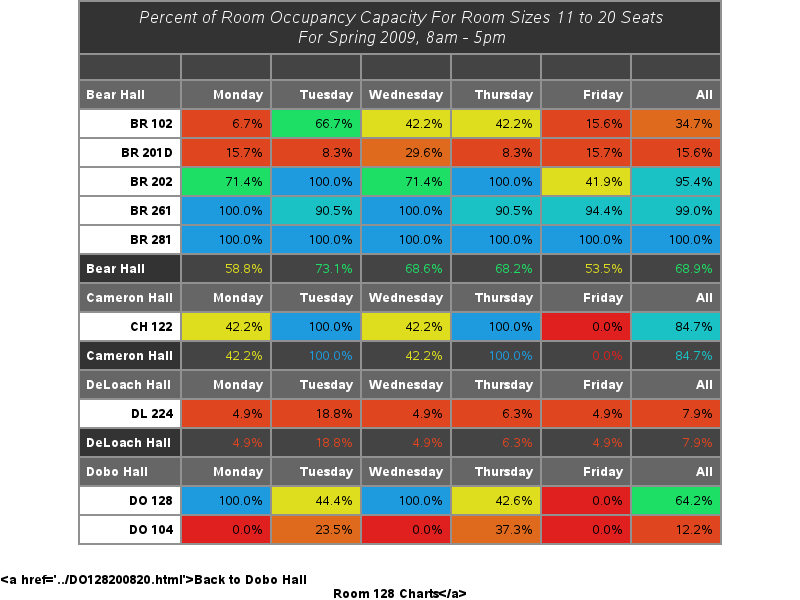 Percent of Room Occupancy Capacity For Room Sizes 11 to 20 Seats
For Spring 2009, 8am - 5pm
Bear Hall Monday Tuesday Wednesday Thursday Friday All
BR 102 6.7% 66.7% 42.2% 42.2% 15.6% 34.7%
BR 201D 15.7% 8.3% 29.6% 8.3% 15.7% 15.6%
BR 202 71.4% 100.0% 71.4% 100.0% 41.9% 95.4%
BR 261 100.0% 90.5% 100.0% 90.5% 94.4% 99.0%
BR 281 100.0% 100.0% 100.0% 100.0% 100.0% 100.0%
Bear Hall 58.8% 73.1% 68.6% 68.2% 53.5% 68.9%
Cameron Hall Monday Tuesday Wednesday Thursday Friday All
CH 122 42.2% 100.0% 42.2% 100.0% 0.0% 84.7%
Cameron Hall 42.2% 100.0% 42.2% 100.0% 0.0% 84.7%
DeLoach Hall Monday Tuesday Wednesday Thursday Friday All
DL 224 4.9% 18.8% 4.9% 6.3% 4.9% 7.9%
DeLoach Hall 4.9% 18.8% 4.9% 6.3% 4.9% 7.9%
Dobo Hall Monday Tuesday Wednesday Thursday Friday All
DO 128 100.0% 44.4% 100.0% 42.6% 0.0% 64.2%
DO 104 0.0% 23.5% 0.0% 37.3% 0.0% 12.2%
<a href='../DO128200820.html'>Back to Dobo Hall
Room 128 Charts</a>